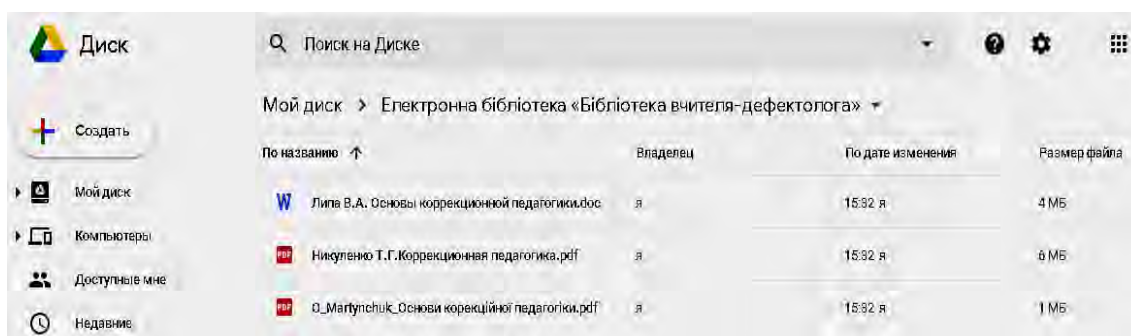 Диск
Поиск на Диске
Мой диск > Електронна бібліотека «Бібліотека вчителя-дефектолога»
Создать
По названию ↑ Владелец По дате изменения Размер файла
Мой диск
W Липа В.А. Основы коррекционной педагогики.doc я 15:32 я 4 МБ
Компьютеры
PDF Никуленко Т.Г.Коррекционная педагогика.pdf я 15:32 я 6 МБ
Доступные мне
PDF O_Martynchuk_Основи корекційної педагогіки.pdf я 15:32 я 1 МБ
Недавние